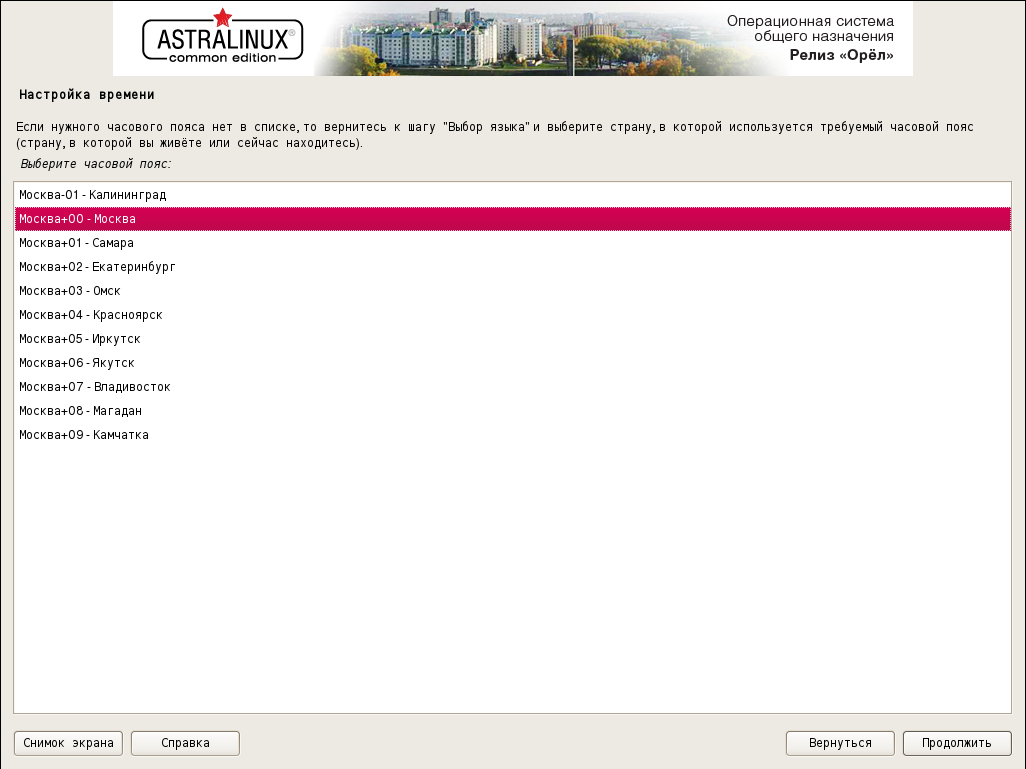 ASTRALINUX®
common edition
Операционная система
общего назначения
Релиз «Орёл»
Настройка времени
Если нужного часового пояса нет в списке, то вернитесь к шагу "Выбор языка" и выберите страну, в которой используется требуемый часовой пояс
(страну, в которой вы живёте или сейчас находитесь).
Выберите часовой пояс:
Москва-01 - Калининград
Москва+00 - Москва
Москва+01 - Самара
Москва+02 - Екатеринбург
Москва+03 - Омск
Москва+04 - Красноярск
Москва+05 - Иркутск
Москва+06 - Якутск
Москва+07 - Владивосток
Москва+08 - Магадан
Москва+09 - Камчатка
Снимок экрана
Справка
Вернуться
Продолжить